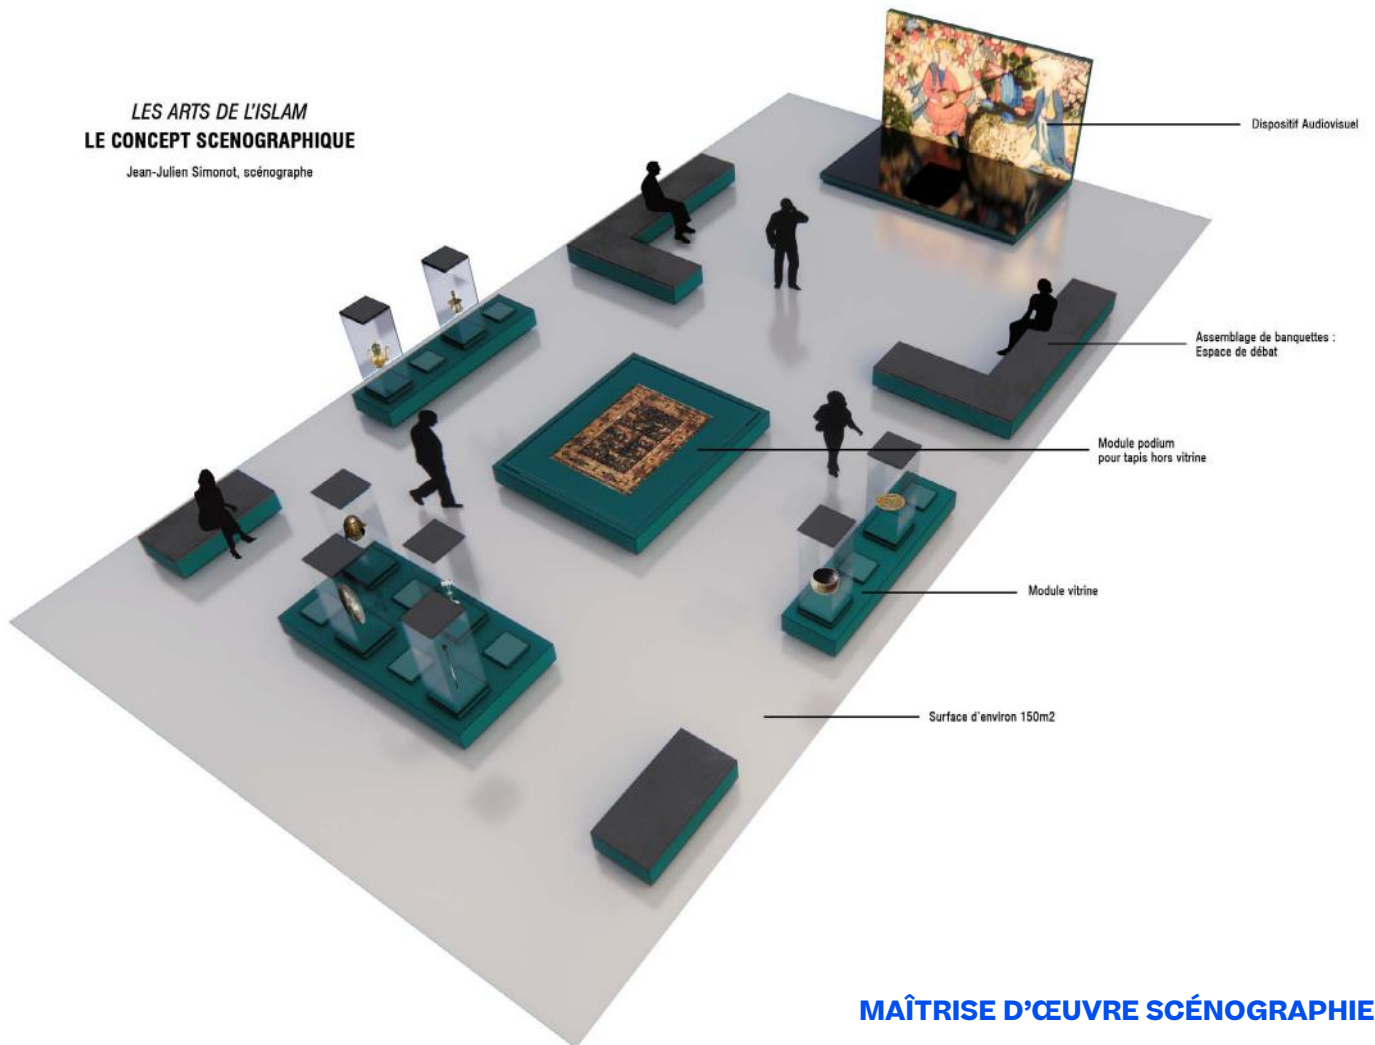 LES ARTS DE L'ISLAM
LE CONCEPT SCENOGRAPHIQUE
Jean-Julien Simonot, scénographe
Dispositif Audiovisuel
Assemblage de banquettes :
Espace de débat
Module podium
pour tapis hors vitrine
Module vitrine
Surface d'environ 150m2
MAÎTRISE D'ŒUVRE SCÉNOGRAPHIE